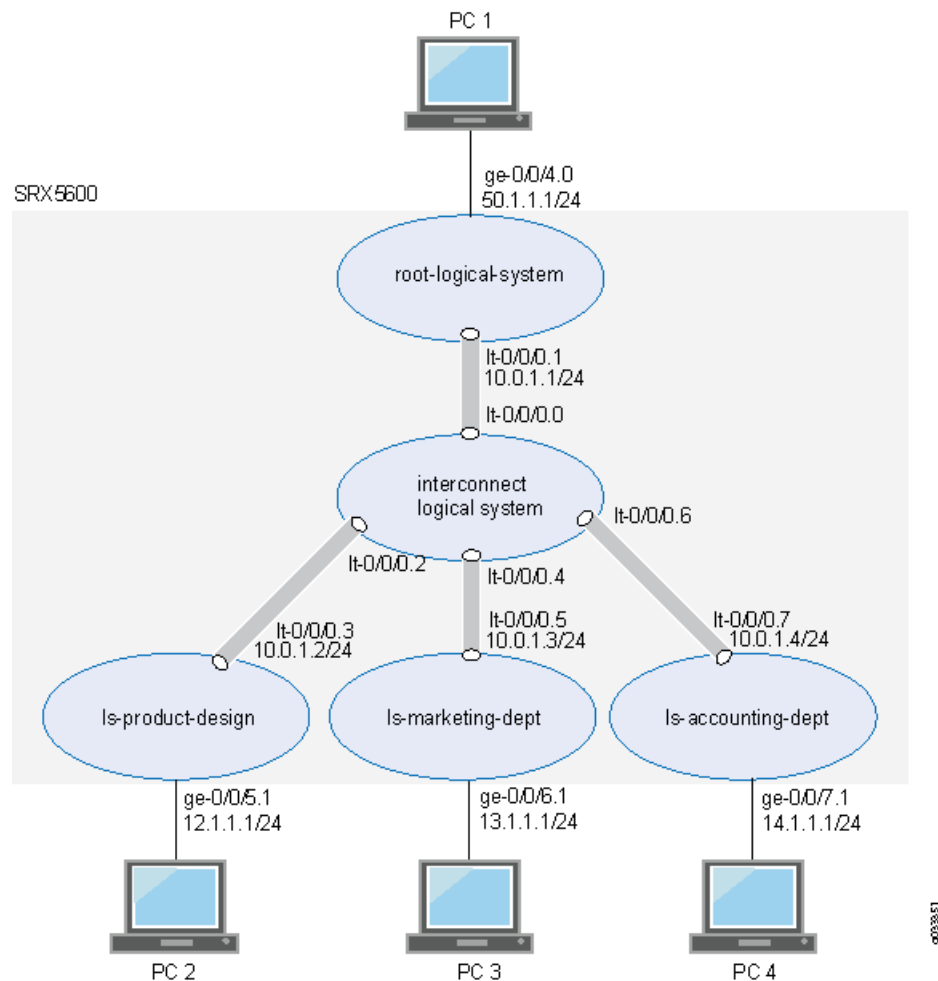 PC 1
ge-0/0/4.0
50.1.1.1/24
SRX5600
root-logical-system
lt-0/0/0.1
10.0.1.1/24
lt-0/0/0.0
interconnect
logical system
lt-0/0/0.6
lt-0/0/0.2
lt-0/0/0.4
lt-0/0/0.3
10.0.1.2/24
lt-0/0/0.5
10.0.1.3/24
lt-0/0/0.7
10.0.1.4/24
ls-product-design
ls-marketing-dept
ls-accounting-dept
ge-0/0/5.1
12.1.1.1/24
ge-0/0/6.1
13.1.1.1/24
ge-0/0/7.1
14.1.1.1/24
PC 2
PC 3
PC 4